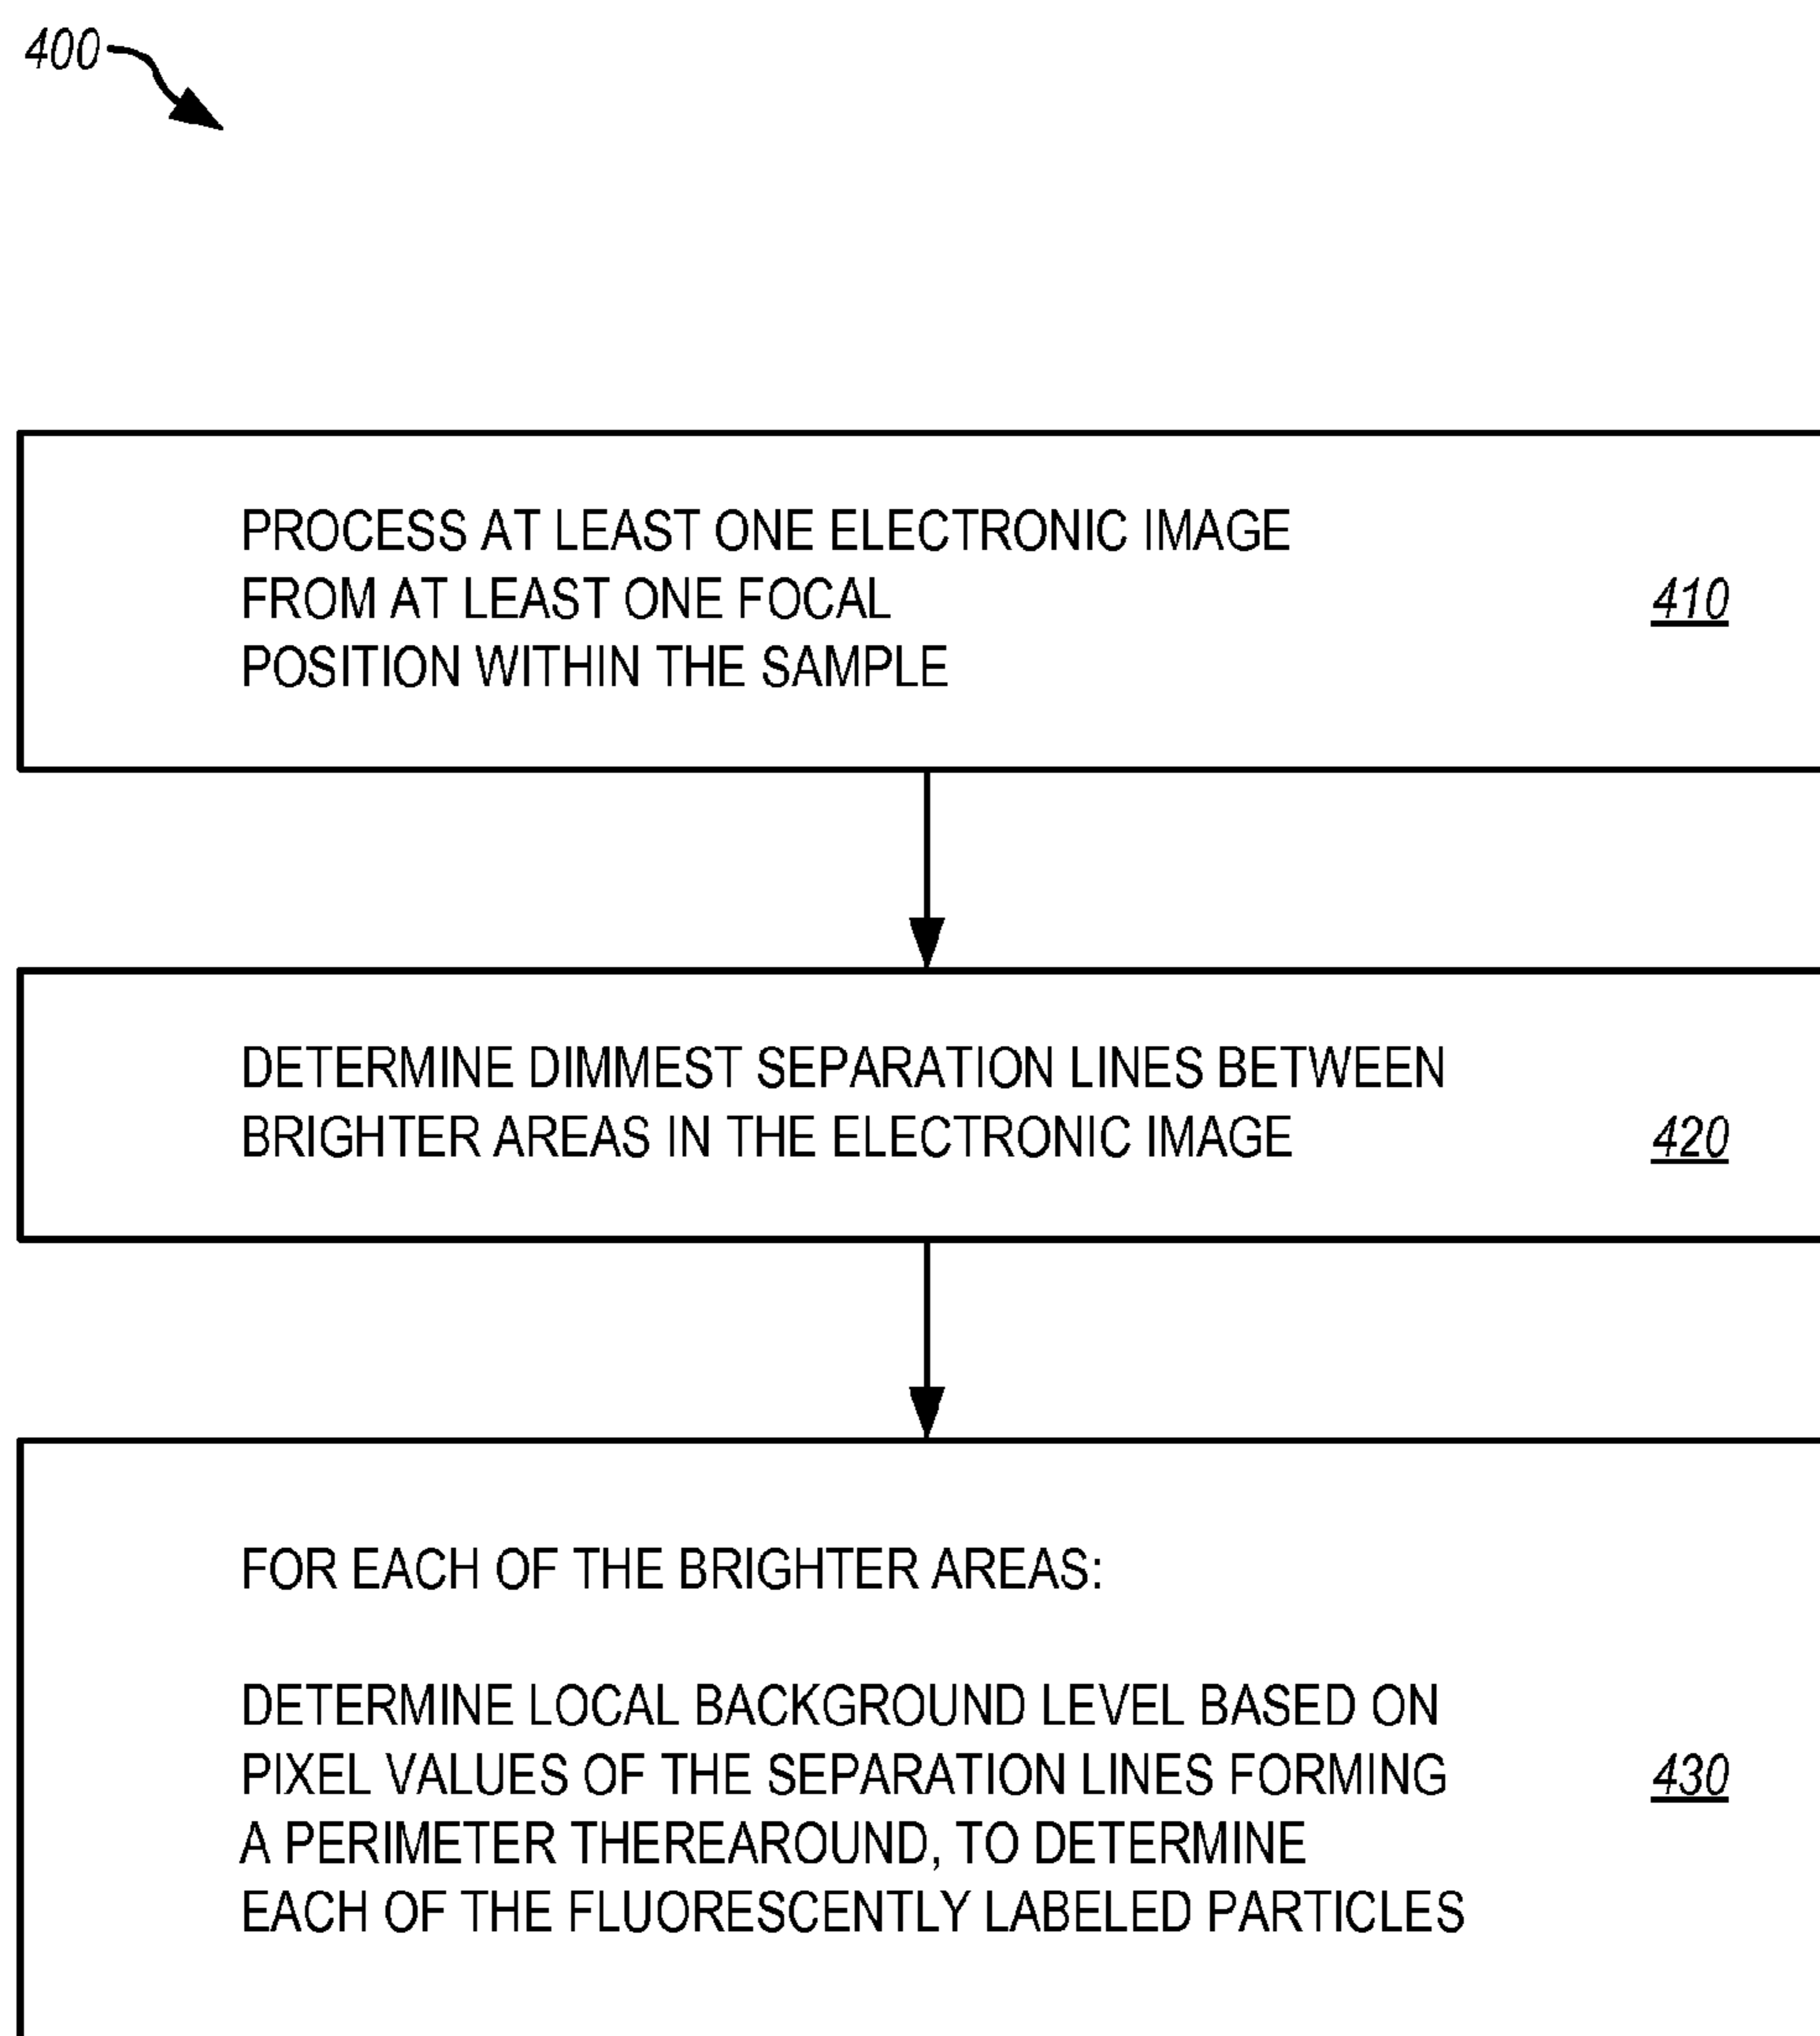 400
PROCESS AT LEAST ONE ELECTRONIC IMAGE
FROM AT LEAST ONE FOCAL
POSITION WITHIN THE SAMPLE
410
DETERMINE DIMMEST SEPARATION LINES BETWEEN
BRIGHTER AREAS IN THE ELECTRONIC IMAGE
420
FOR EACH OF THE BRIGHTER AREAS:
DETERMINE LOCAL BACKGROUND LEVEL BASED ON
PIXEL VALUES OF THE SEPARATION LINES FORMING
A PERIMETER THEREAROUND, TO DETERMINE
EACH OF THE FLUORESCENTLY LABELED PARTICLES
430